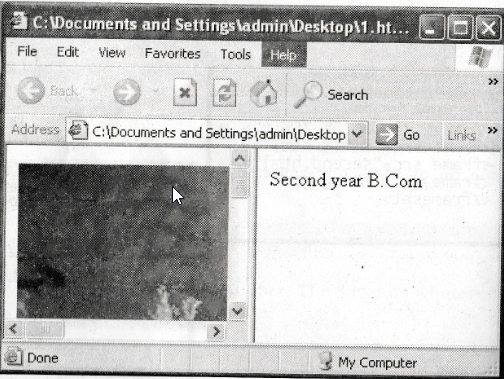 C:\Documents and Settings\admin\Desktop\1.ht...
File Edit View Favorites Tools Help
Back Search
Address C:\Documents and Settings\admin\Desktop Go Links
Second year B.Com
Done My Computer